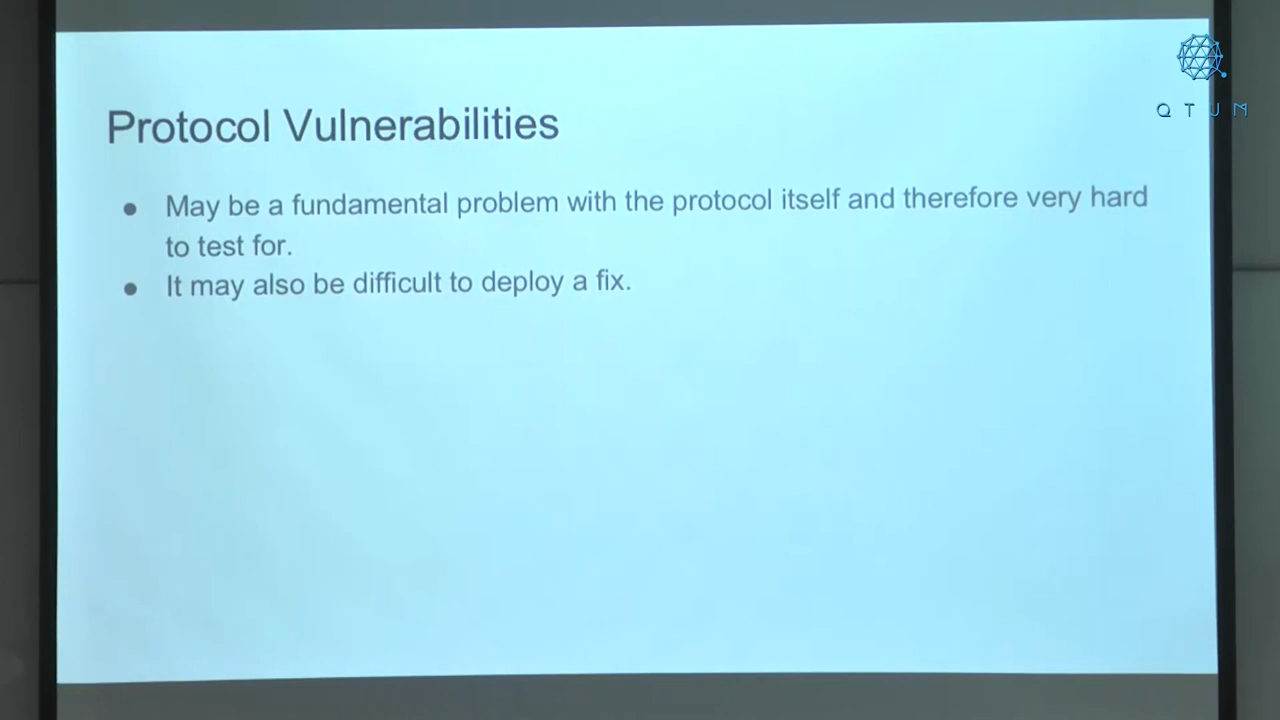 QTUM
Protocol Vulnerabilities
● May be a fundamental problem with the protocol itself and therefore very hard
to test for.
● It may also be difficult to deploy a fix.